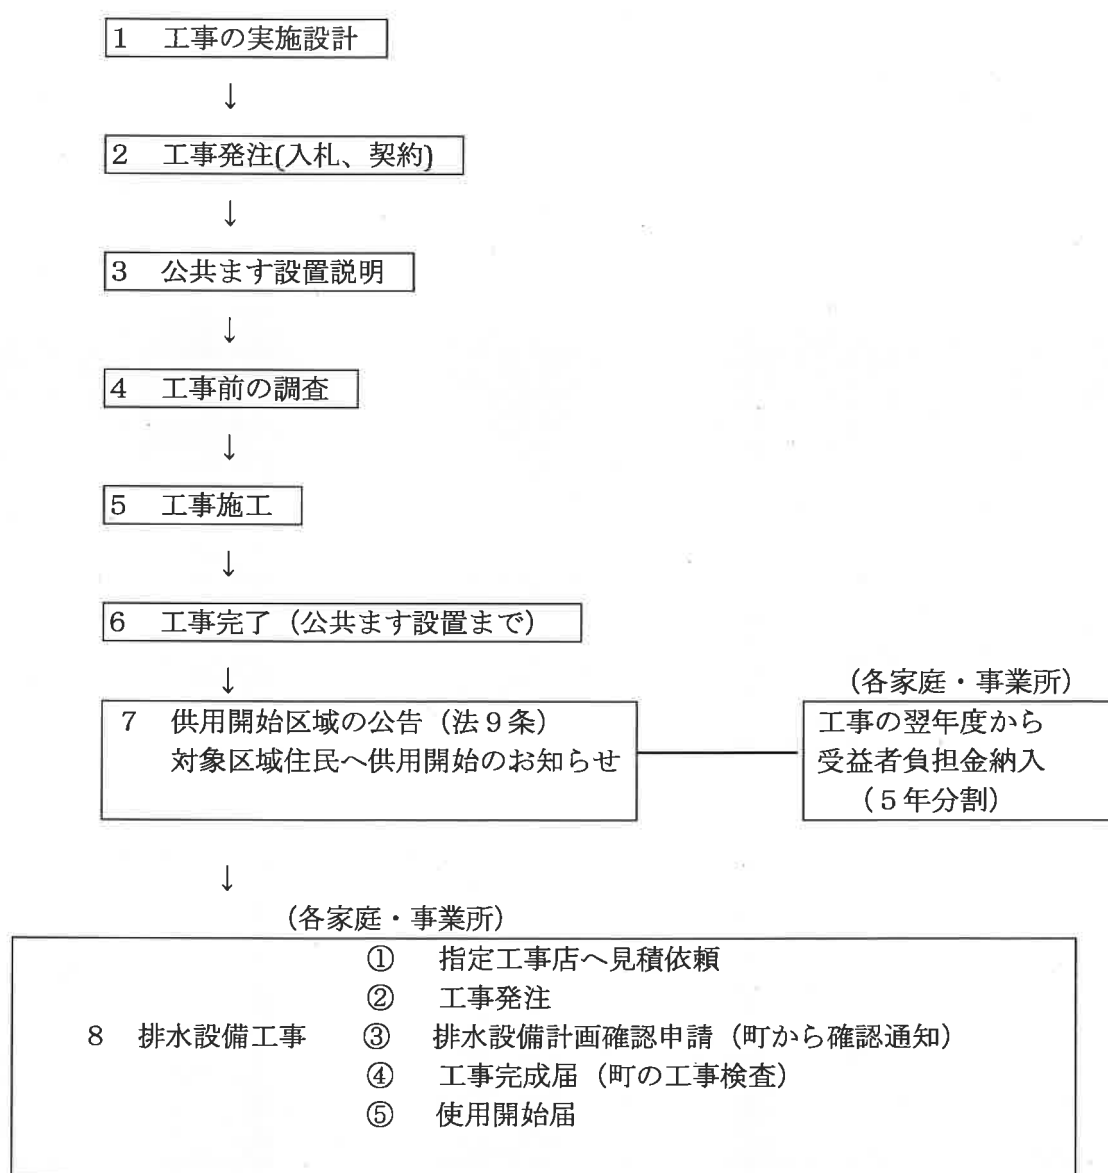 1 工事の実施設計
↓
2 工事発注(入札、契約)
↓
3 公共ます設置説明
↓
4 工事前の調査
↓
5 工事施工
↓
6 工事完了（公共ます設置まで）
↓
7 供用開始区域の公告（法9条）
対象区域住民へ供用開始のお知らせ
（各家庭・事業所）
工事の翌年度から
受益者負担金納入
（5年分割）
↓
（各家庭・事業所）
8 排水設備工事
① 指定工事店へ見積依頼
② 工事発注
③ 排水設備計画確認申請（町から確認通知）
④ 工事完成届（町の工事検査）
⑤ 使用開始届